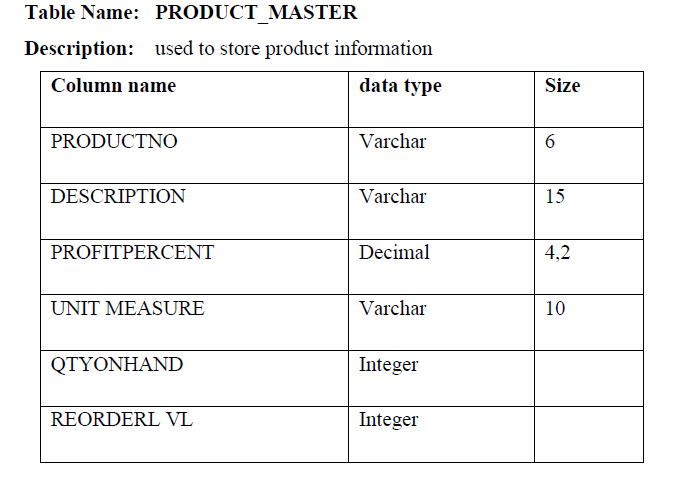 Table Name: PRODUCT_MASTER
Description: used to store product information
Column name data type Size
PRODUCTNO Varchar 6
DESCRIPTION Varchar 15
PROFITPERCENT Decimal 4,2
UNIT MEASURE Varchar 10
QTYONHAND Integer
REORDERL VL Integer